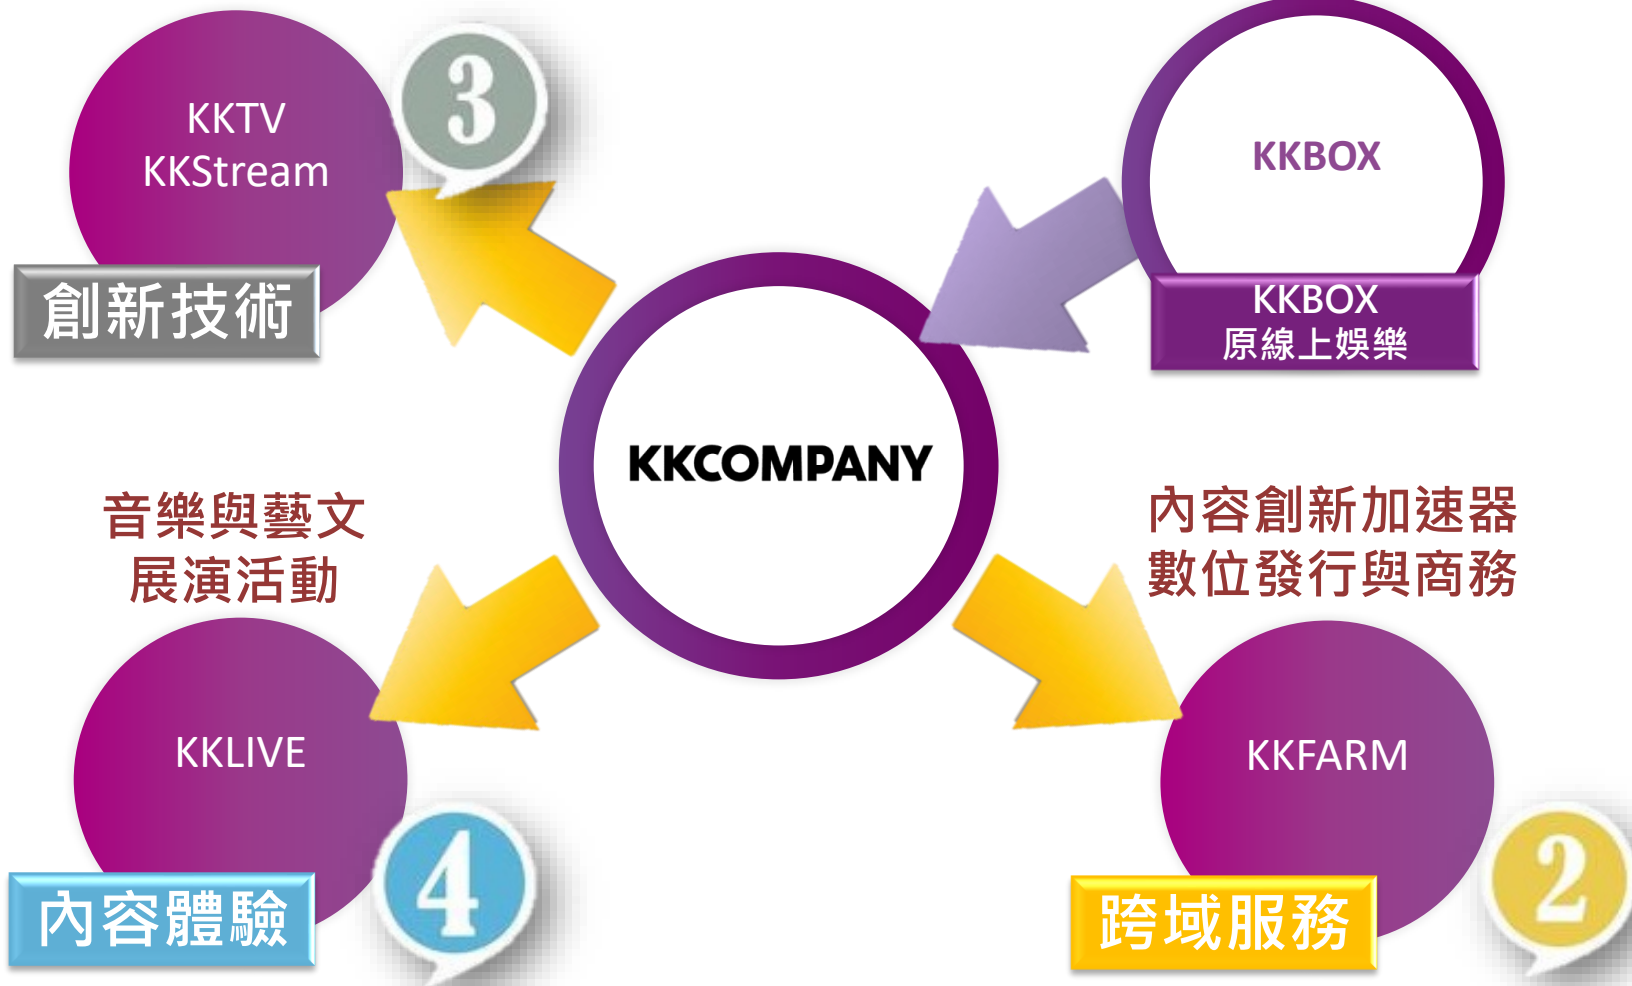 KKTV
KKStream
3
創新技術
KKBOX
KKBOX
原線上娛樂
KKCOMPANY
音樂與藝文
展演活動
KKLIVE
4
內容體驗
內容創新加速器
數位發行與商務
KKFARM
2
跨域服務